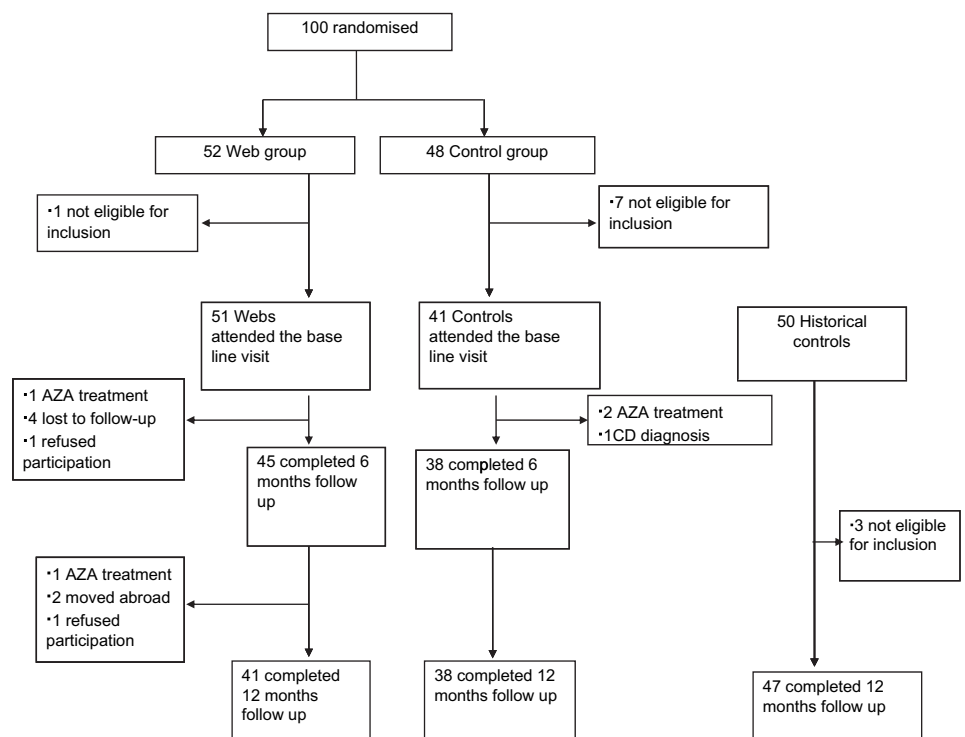 100 randomised
52 Web group
48 Control group
·1 not eligible for
inclusion
·7 not eligible for
inclusion
51 Webs
attended the base
line visit
41 Controls
attended the base
line visit
50 Historical
controls
·1 AZA treatment
·4 lost to follow-up
·1 refused
participation
·2 AZA treatment
·1CD diagnosis
45 completed 6
months follow
up
38 completed 6
months follow up
·3 not eligible
for inclusion
·1 AZA treatment
·2 moved abroad
·1 refused
participation
41 completed
12 months
follow up
38 completed 12
months follow up
47 completed 12
months follow up